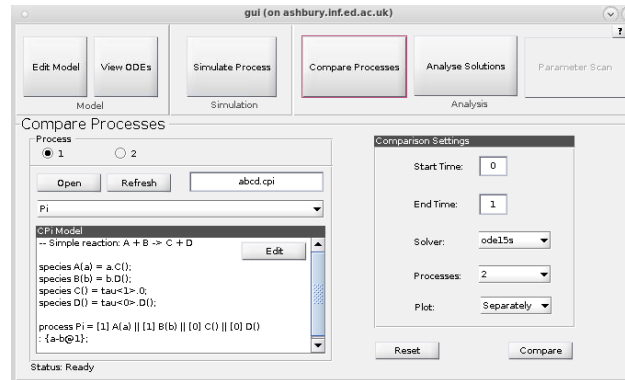 gui (on ashbury.inf.ed.ac.uk)
?
Edit Model View ODEs Simulate Process Compare Processes Analyse Solutions Parameter Scan
Model Simulation Analysis
Compare Processes
Process
1 2
Open Refresh abcd.cpi
Pi
CPi Model
-- Simple reaction: A + B -> C + D
Edit
species A(a) = a.C();
species B(b) = b.D();
species C() = tau<1>.0;
species D() = tau<0>.D();
process Pi = [1] A(a) || [1] B(b) || [0] C() || [0] D()
: {a-b@1};
Status: Ready
Comparison Settings
Start Time: 0
End Time: 1
Solver: ode15s
Processes: 2
Plot: Separately
Reset Compare